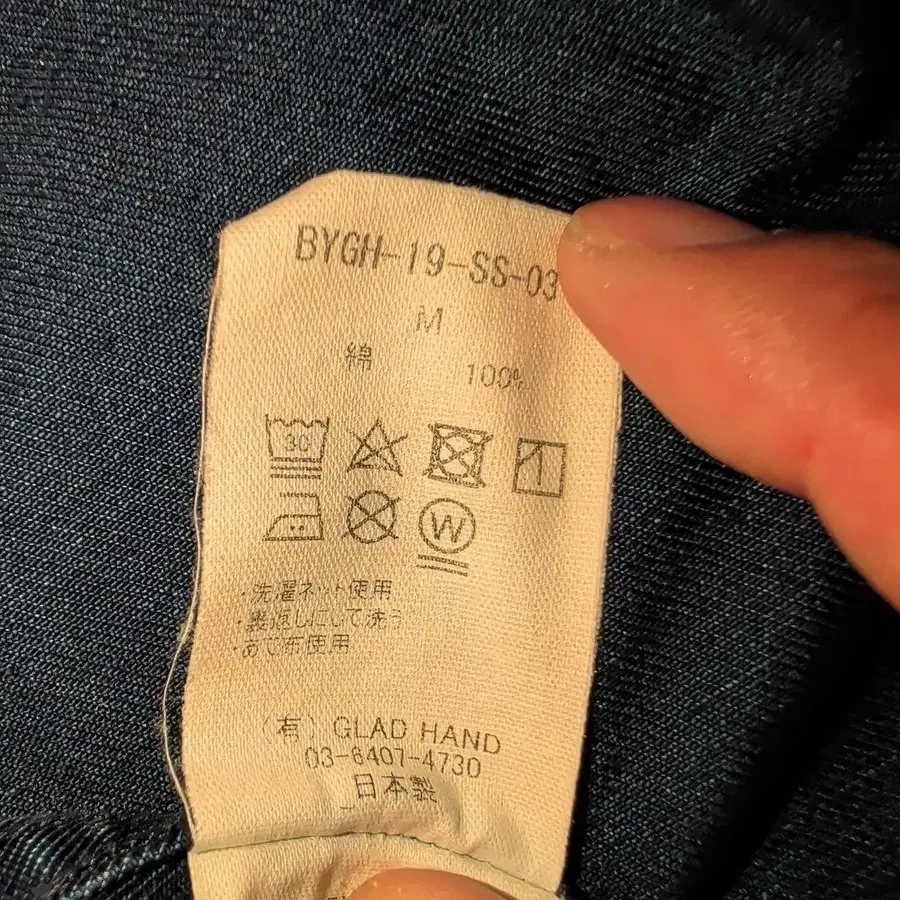 BYGH-19-SS-03
M
綿 100%
30
W
・洗濯ネット使用
・裏返しにして洗う
・あて布使用
(有) GLAD HAND
03-6407-4730
日本製